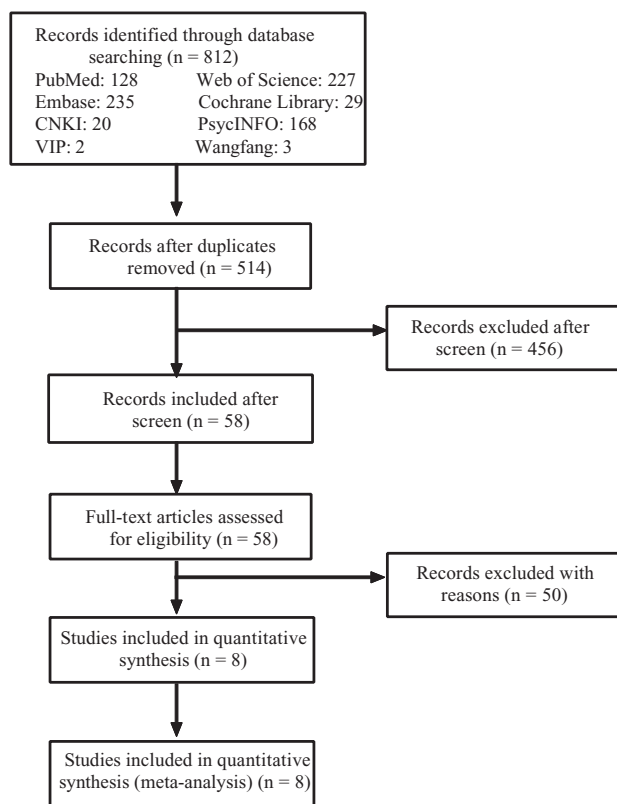 Records identified through database
searching (n = 812)
PubMed: 128 Web of Science: 227
Embase: 235 Cochrane Library: 29
CNKI: 20 PsycINFO: 168
VIP: 2 Wangfang: 3
Records after duplicates
removed (n = 514)
Records excluded after
screen (n = 456)
Records included after
screen (n = 58)
Full-text articles assessed
for eligibility (n = 58)
Records excluded with
reasons (n = 50)
Studies included in quantitative
synthesis (n = 8)
Studies included in quantitative
synthesis (meta-analysis) (n = 8)